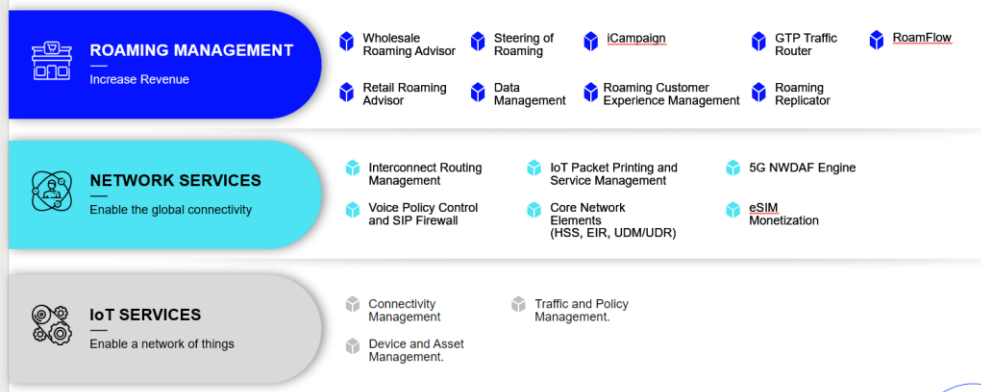 ROAMING MANAGEMENT
Increase Revenue
Wholesale
Roaming Advisor
Steering of
Roaming
iCampaign
GTP Traffic
Router
RoamFlow
Retail Roaming
Advisor
Data
Management
Roaming Customer
Experience Management
Roaming
Replicator
NETWORK SERVICES
Enable the global connectivity
Interconnect Routing
Management
IoT Packet Printing and
Service Management
5G NWDAF Engine
Voice Policy Control
and SIP Firewall
Core Network
Elements
(HSS, EIR, UDM/UDR)
eSIM
Monetization
IoT SERVICES
Enable a network of things
Connectivity
Management
Traffic and Policy
Management.
Device and Asset
Management.